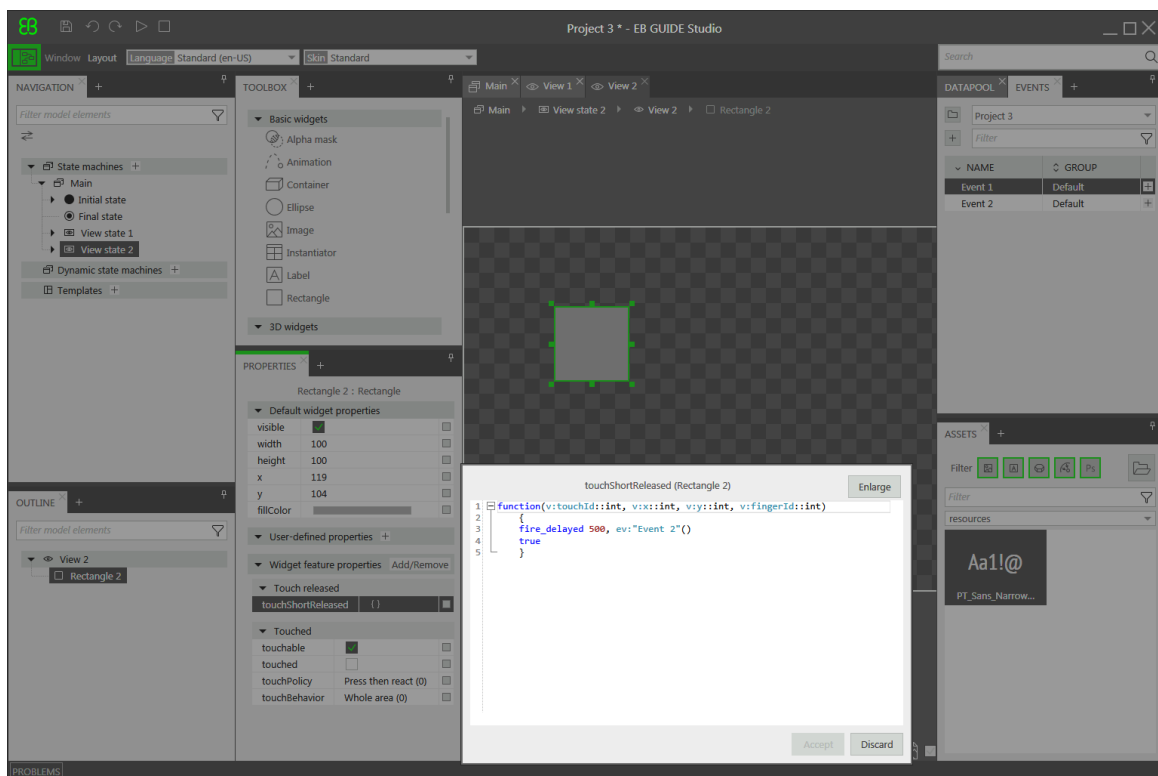 EB
Project 3 * - EB GUIDE Studio
Window Layout Language Standard (en-US) Skin Standard
Search
NAVIGATION
Filter model elements
State machines
Main
Initial state
Final state
View state 1
View state 2
Dynamic state machines
Templates
OUTLINE
Filter model elements
View 2
Rectangle 2
TOOLBOX
Basic widgets
Alpha mask
Animation
Container
Ellipse
Image
Instantiator
Label
Rectangle
3D widgets
PROPERTIES
Rectangle 2 : Rectangle
Default widget properties
visible
width 100
height 100
x 119
y 104
fillColor
User-defined properties
Widget feature properties Add/Remove
Touch released
touchShortReleased { }
Touched
touchable
touched
touchPolicy Press then react (0)
touchBehavior Whole area (0)
Main View 1 View 2
Main View state 2 View 2 Rectangle 2
touchShortReleased (Rectangle 2) Enlarge
1 function(v:touchId::int, v:x::int, v:y::int, v:fingerId::int)
2 {
3 fire_delayed 500, ev:"Event 2"()
4 true
5 }
Accept Discard
DATAPOOL EVENTS
Project 3
Filter
NAME GROUP
Event 1 Default
Event 2 Default
ASSETS
Filter A Ps
Filter
resources
Aa1!@
PT_Sans_Narrow...
PROBLEMS